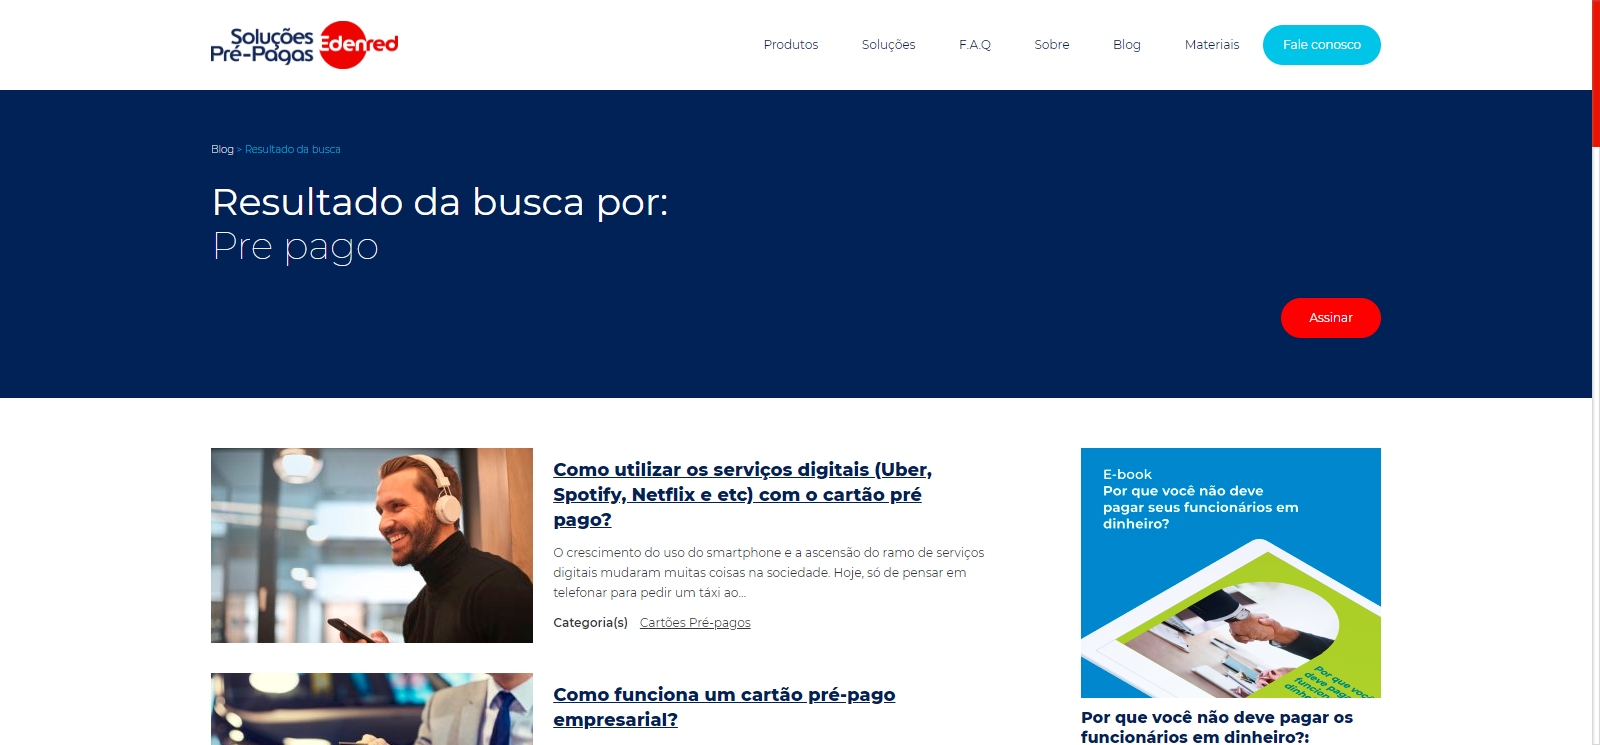 Soluções
Pré-Pagas
Edenred
Produtos
Soluções
F.A.Q
Sobre
Blog
Materiais
Fale conosco
Blog > Resultado da busca
Resultado da busca por:
Pre pago
Assinar
Como utilizar os serviços digitais (Uber,
Spotify, Netflix e etc) com o cartão pré
pago?
O crescimento do uso do smartphone e a ascensão do ramo de serviços
digitais mudaram muitas coisas na sociedade. Hoje, só de pensar em
telefonar para pedir um táxi ao...
Categoria(s) Cartões Pré-pagos
Como funciona um cartão pré-pago
empresarial?
E-book
Por que você não deve
pagar seus funcionários em
dinheiro?
Por que você
deve pagar
funcion
dinhe
Por que você não deve pagar os
funcionários em dinheiro?: